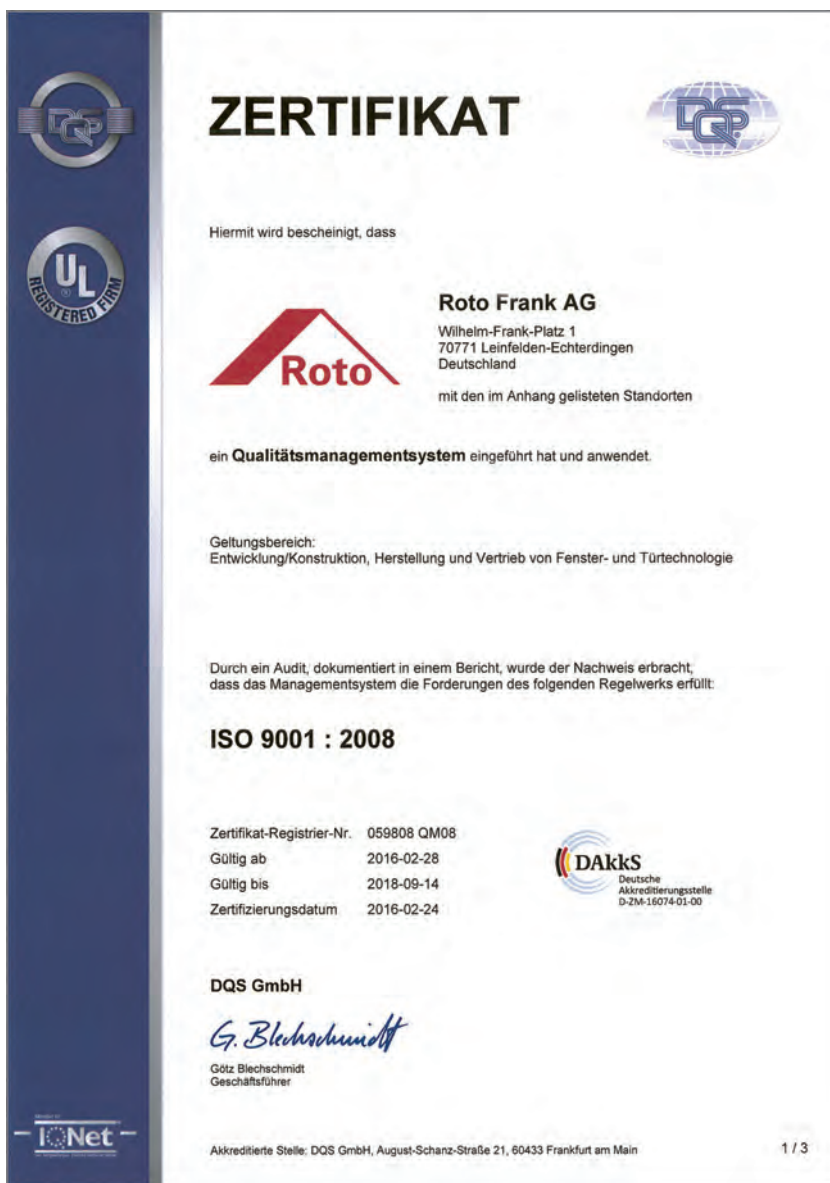 DQS
ZERTIFIKAT
DQS
UL
®
REGISTERED FIRM
Hiermit wird bescheinigt, dass
Roto
Roto Frank AG
Wilhelm-Frank-Platz 1
70771 Leinfelden-Echterdingen
Deutschland
mit den im Anhang gelisteten Standorten
ein Qualitätsmanagementsystem eingeführt hat und anwendet.
Geltungsbereich:
Entwicklung/Konstruktion, Herstellung und Vertrieb von Fenster- und Türtechnologie
Durch ein Audit, dokumentiert in einem Bericht, wurde der Nachweis erbracht,
dass das Managementsystem die Forderungen des folgenden Regelwerks erfüllt:
ISO 9001 : 2008
Zertifikat-Registrier-Nr. 059808 QM08
Gültig ab 2016-02-28
Gültig bis 2018-09-14
Zertifizierungsdatum 2016-02-24
DAkkS
Deutsche
Akkreditierungsstelle
D-ZM-16074-01-00
DQS GmbH
G. Blechschmidt
Götz Blechschmidt
Geschäftsführer
IQNet
Akkreditierte Stelle: DQS GmbH, August-Schanz-Straße 21, 60433 Frankfurt am Main
1 / 3